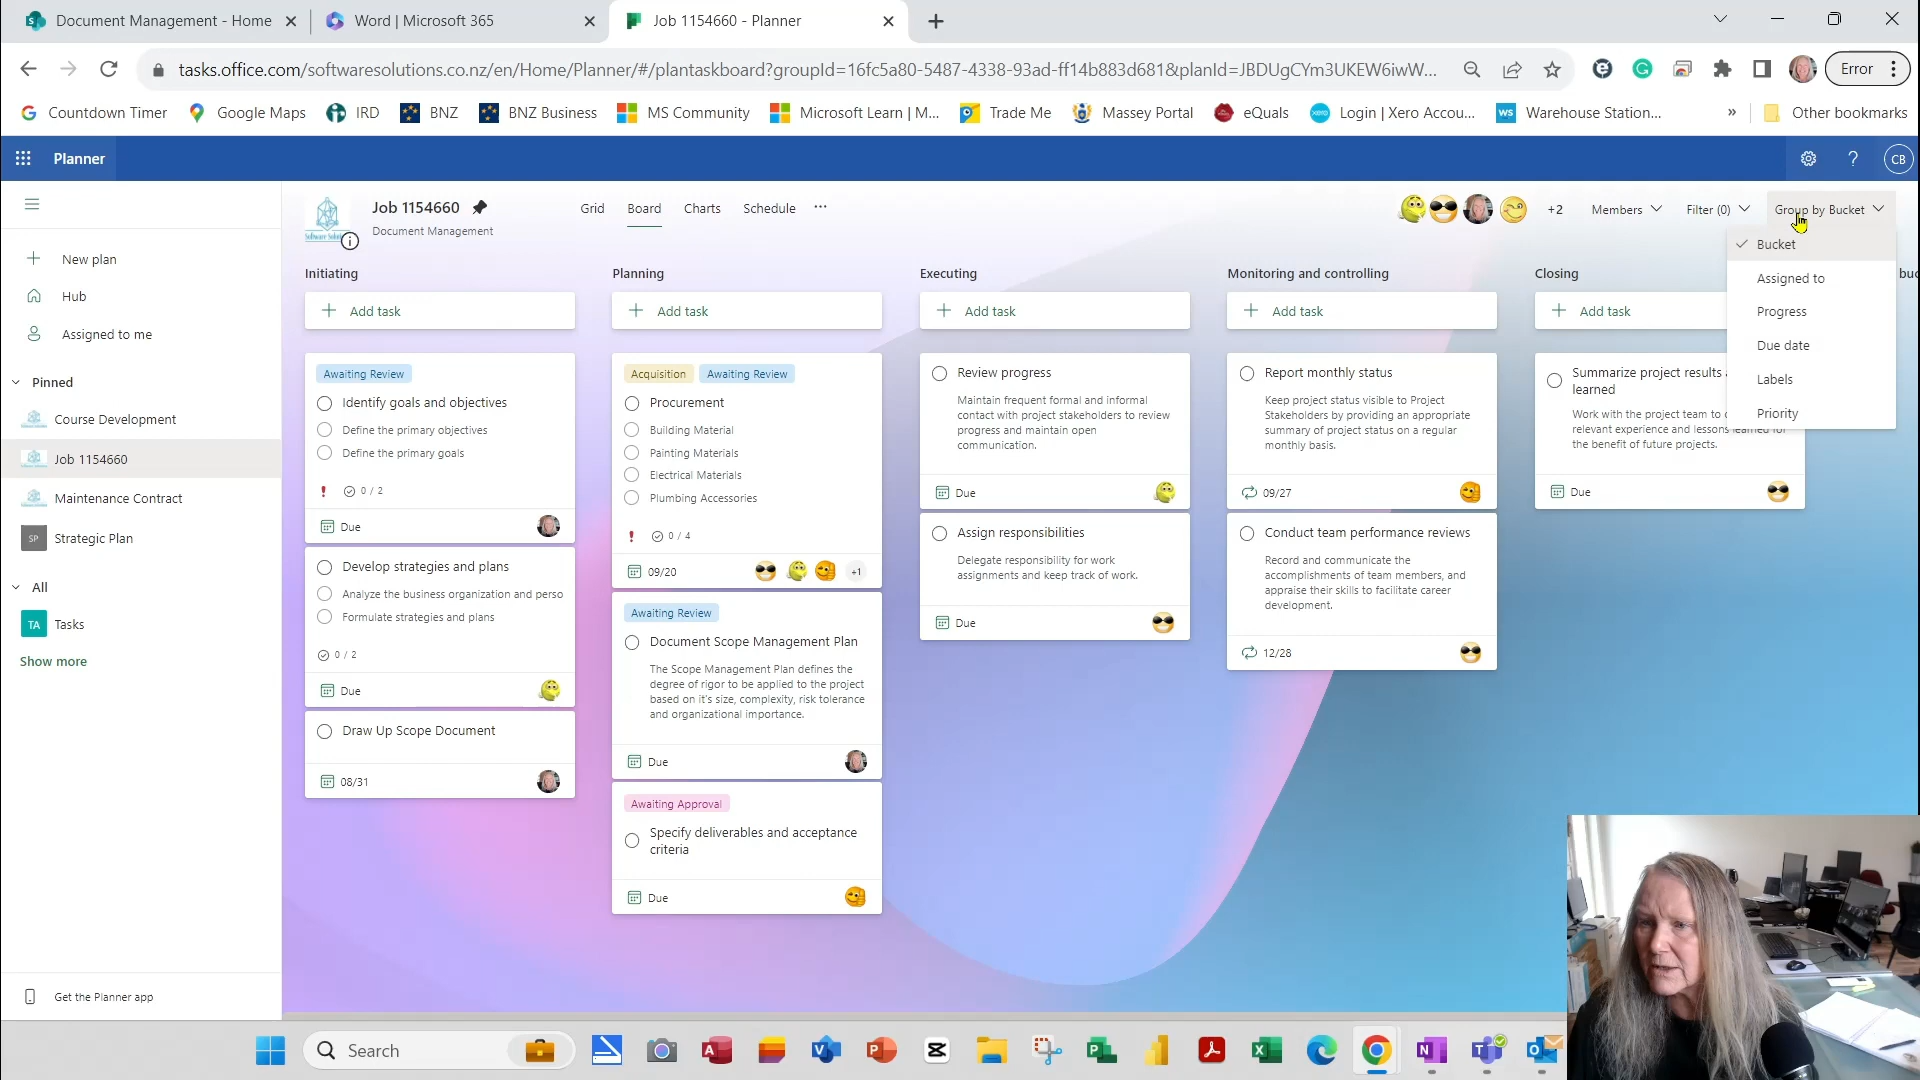 Document Management - Home
Word | Microsoft 365
Job 1154660 - Planner
tasks.office.com/softwaresolutions.co.nz/en/Home/Planner/#/plantaskboard?groupId=16fc5a80-5487-4338-93ad-ff14b883d681&planId=JBDUgCYm3UKEW6iwW...
Error
Countdown Timer
Google Maps
IRD
BNZ
BNZ Business
MS Community
Microsoft Learn | M...
Trade Me
Massey Portal
eQuals
Login | Xero Accou...
Warehouse Station...
»
Other bookmarks
Planner
?
CB
Job 1154660
Document Management
Grid
Board
Charts
Schedule
...
+2
Members
Filter (0)
Group by Bucket
Bucket
Assigned to
Progress
Due date
Labels
Priority
New plan
Hub
Assigned to me
Pinned
Course Development
Job 1154660
Maintenance Contract
SP
Strategic Plan
All
TA
Tasks
Show more
Get the Planner app
Initiating
Add task
Awaiting Review
Identify goals and objectives
Define the primary objectives
Define the primary goals
0 / 2
Due
Develop strategies and plans
Analyze the business organization and perso
Formulate strategies and plans
0 / 2
Due
Draw Up Scope Document
08/31
Planning
Add task
Acquisition
Awaiting Review
Procurement
Building Material
Painting Materials
Electrical Materials
Plumbing Accessories
0 / 4
09/20
+1
Awaiting Review
Document Scope Management Plan
The Scope Management Plan defines the
degree of rigor to be applied to the project
based on it's size, complexity, risk tolerance
and organizational importance.
Due
Awaiting Approval
Specify deliverables and acceptance
criteria
Due
Executing
Add task
Review progress
Maintain frequent formal and informal
contact with project stakeholders to review
progress and maintain open
communication.
Due
Assign responsibilities
Delegate responsibility for work
assignments and keep track of work.
Due
Monitoring and controlling
Add task
Report monthly status
Keep project status visible to Project
Stakeholders by providing an appropriate
summary of project status on a regular
monthly basis.
09/27
Conduct team performance reviews
Record and communicate the
accomplishments of team members, and
appraise their skills to facilitate career
development.
12/28
Closing
Add task
Summarize project results
learned
Work with the project team to
relevant experience and lessons learned for
the benefit of future projects.
Due
buc
Search